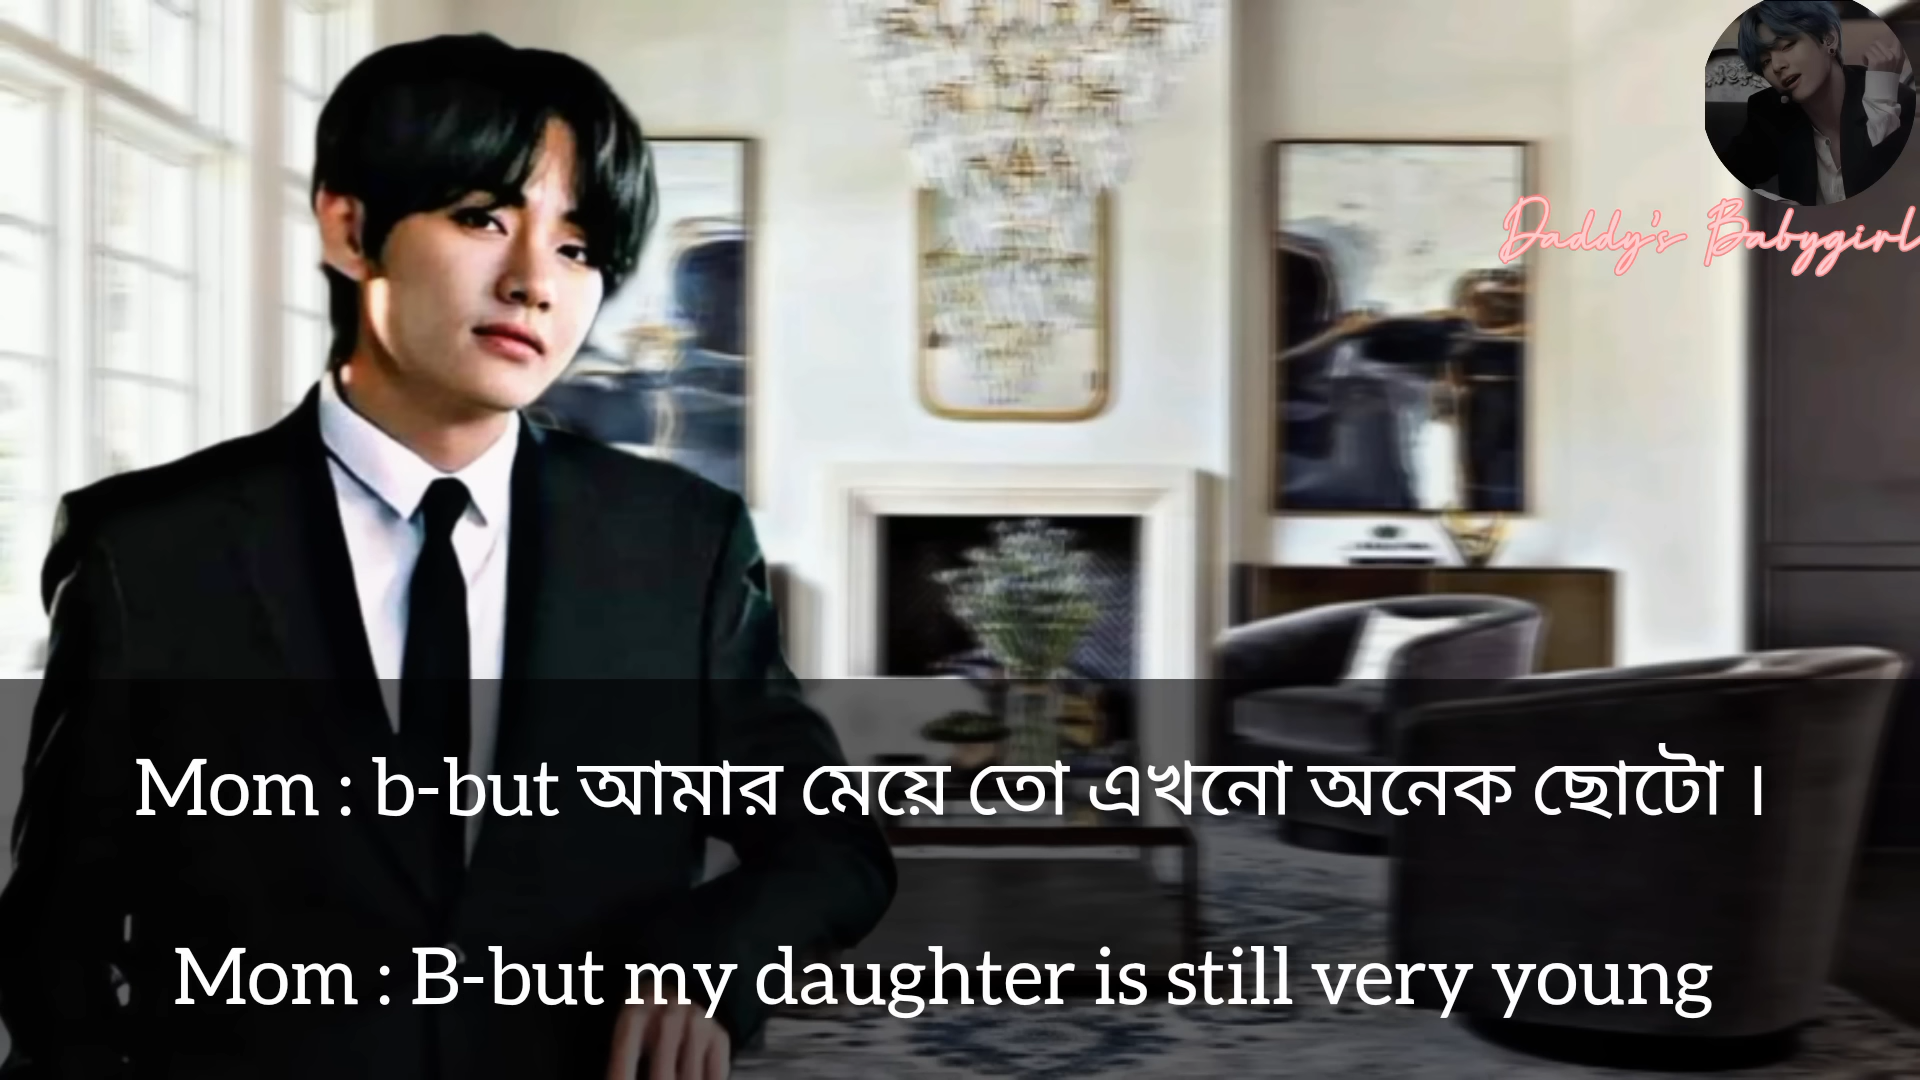 Daddy's Babygirl
Mom : b-but আমার মেয়ে তো এখনো অনেক ছোটো ।
Mom : B-but my daughter is still very young